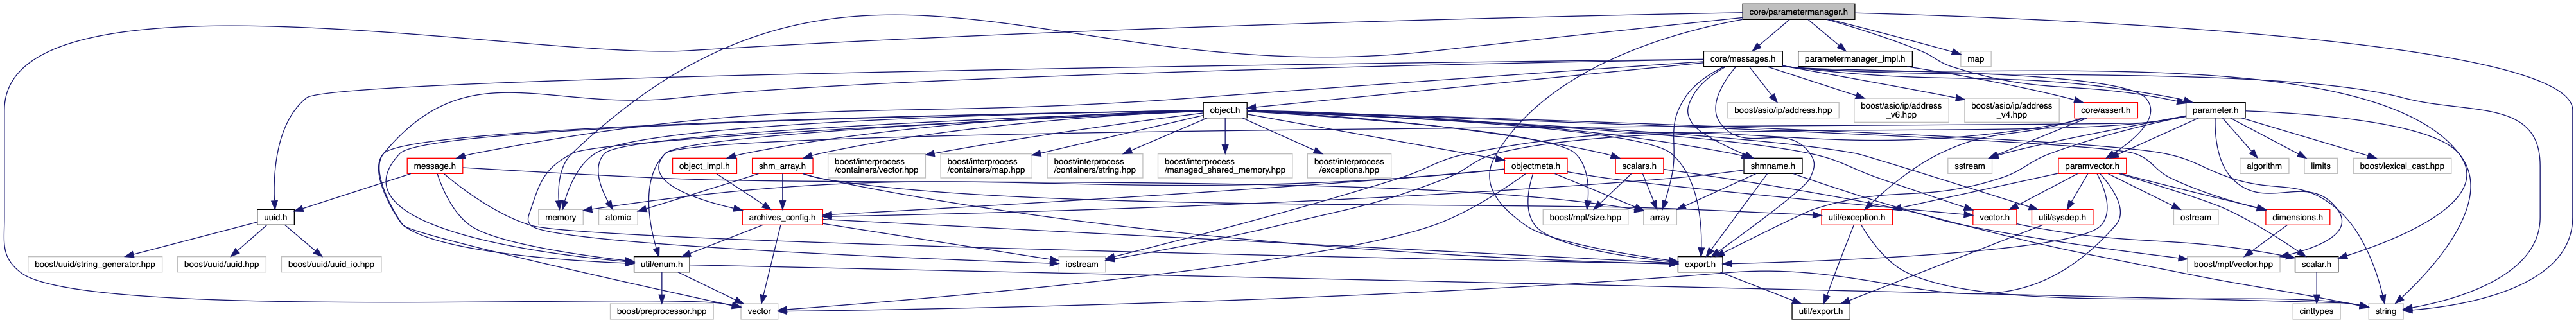 core/parametermanager.h
core/messages.h
parametermanager_impl.h
map
object.h
boost/asio/ip/address.hpp
boost/asio/ip/address
_v6.hpp
boost/asio/ip/address
_v4.hpp
core/assert.h
parameter.h
message.h
object_impl.h
shm_array.h
boost/interprocess
/containers/vector.hpp
boost/interprocess
/containers/map.hpp
boost/interprocess
/containers/string.hpp
boost/interprocess
/managed_shared_memory.hpp
boost/interprocess
/exceptions.hpp
objectmeta.h
scalars.h
shmname.h
sstream
paramvector.h
algorithm
limits
boost/lexical_cast.hpp
uuid.h
memory
atomic
archives_config.h
boost/mpl/size.hpp
array
util/exception.h
vector.h
util/sysdep.h
ostream
dimensions.h
boost/uuid/string_generator.hpp
boost/uuid/uuid.hpp
boost/uuid/uuid_io.hpp
util/enum.h
iostream
export.h
boost/mpl/vector.hpp
scalar.h
boost/preprocessor.hpp
vector
util/export.h
cinttypes
string